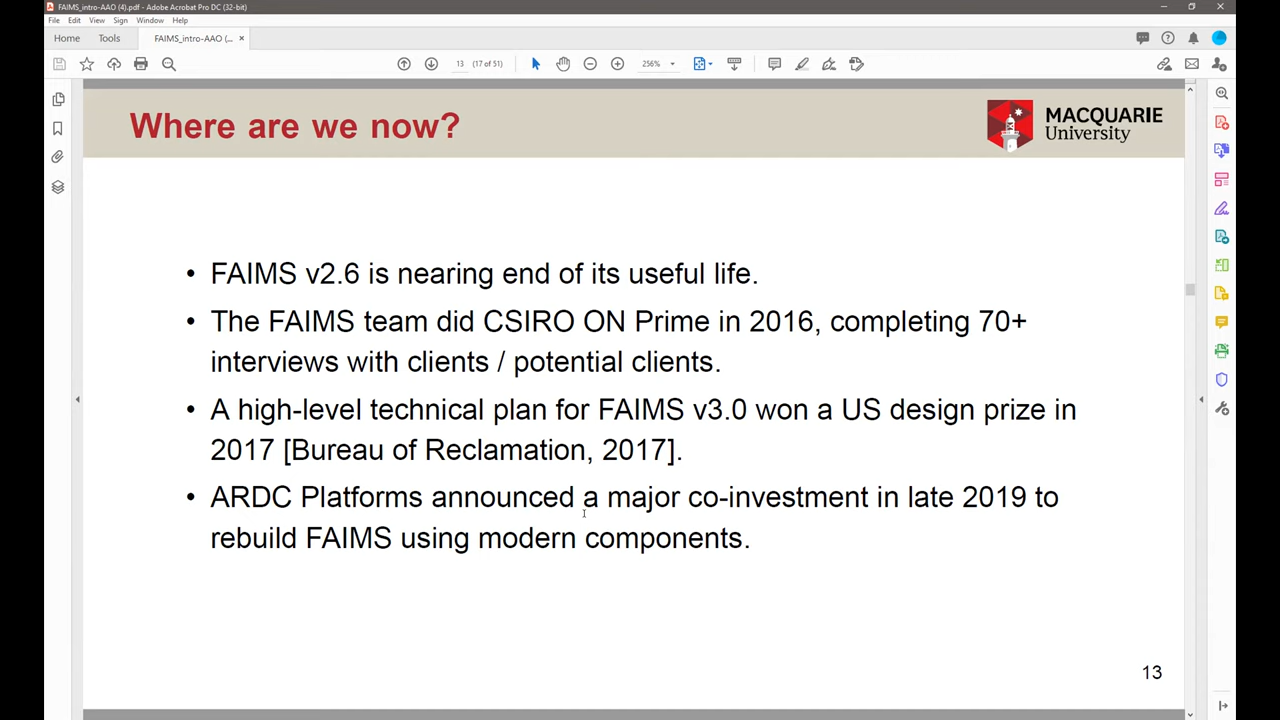 FAIMS_intro-AAO (4).pdf - Adobe Acrobat Pro DC (32-bit)
File Edit View Sign Window Help
Home Tools FAIMS_intro-AAO (... ×
13 (17 of 51) 256%
Where are we now?
MACQUARIE
University
• FAIMS v2.6 is nearing end of its useful life.
• The FAIMS team did CSIRO ON Prime in 2016, completing 70+
interviews with clients / potential clients.
• A high-level technical plan for FAIMS v3.0 won a US design prize in
2017 [Bureau of Reclamation, 2017].
• ARDC Platforms announced a major co-investment in late 2019 to
rebuild FAIMS using modern components.
13